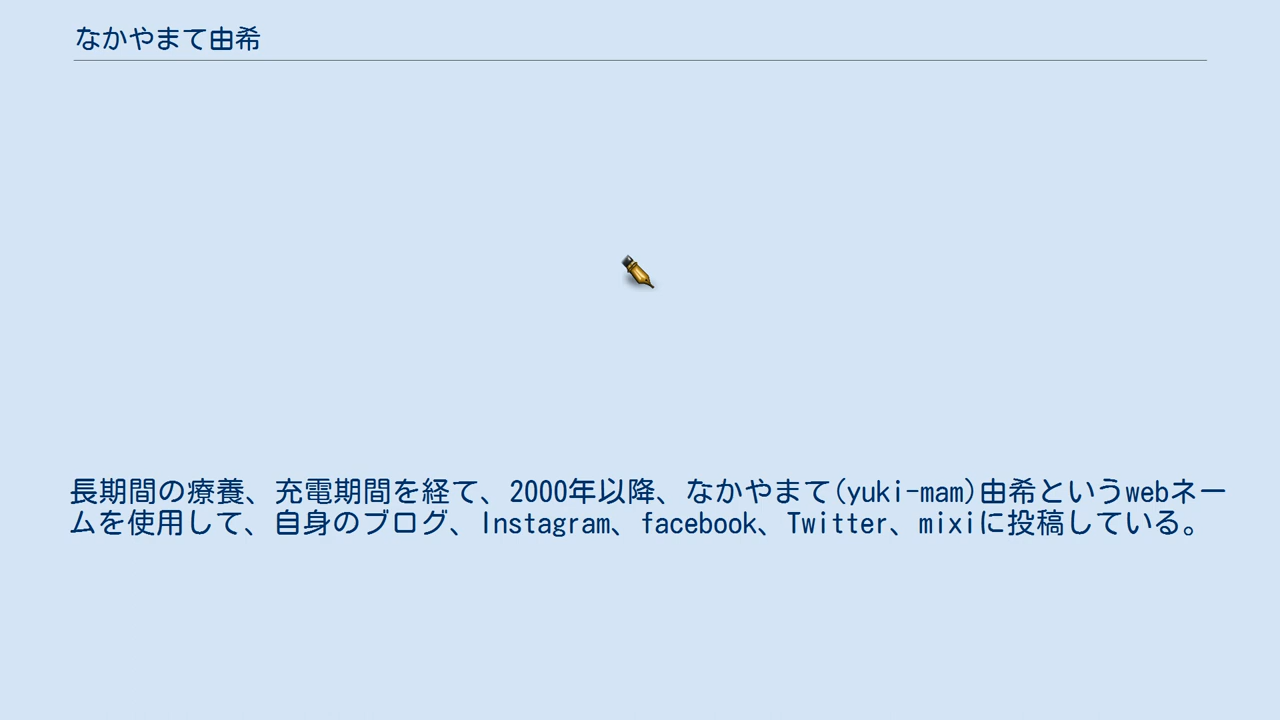 なかやまて由希
長期間の療養、充電期間を経て、2000年以降、なかやまて(yuki-mam)由希というwebネー
ムを使用して、自身のブログ、Instagram、facebook、Twitter、mixiに投稿している。